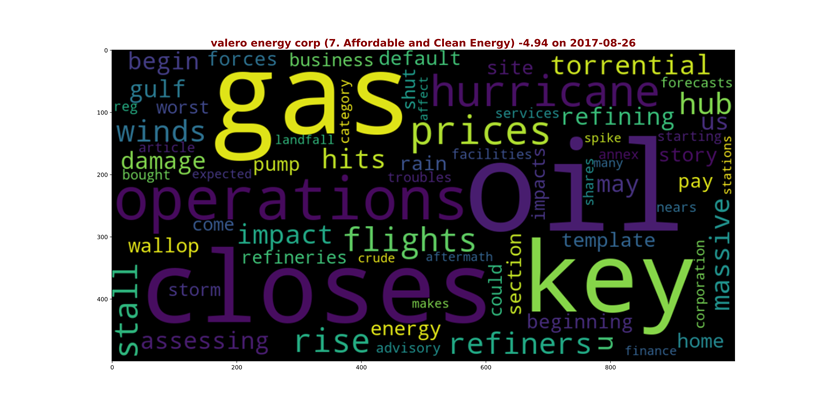 valero energy corp (7. Affordable and Clean Energy) -4.94 on 2017-08-26
0
100
200
300
400
0 200 400 600 800
begin forces business default
gas
shut
affect
category
site torrential
forecasts
gulf
hurricane
hub
reg worst
services refining us
winds
prices
landfall
article
spike
starting
damage
pump hits rain facilities
many
annex story
stations
bought expected
troubles
impacts
shares
may
pay
operations
oil
nears
come impact flights
template
massive
wallop
refineries crude aftermath
section
key
corporation
closes
could
storm
makes
stall
energy
beginning
assessing rise advisory refiners
u
finance
home